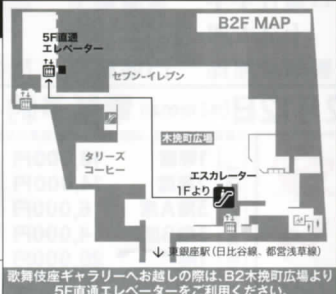 B2F MAP
5F直通
エレベーター
セブン-イレブン
木挽町広場
タリーズ
コーヒー
エスカレーター
1Fより
↓ 東銀座駅(日比谷線、都営浅草線)
歌舞伎座ギャラリーへお越しの際は、B2木挽町広場より
5F直通エレベーターをご利用ください。